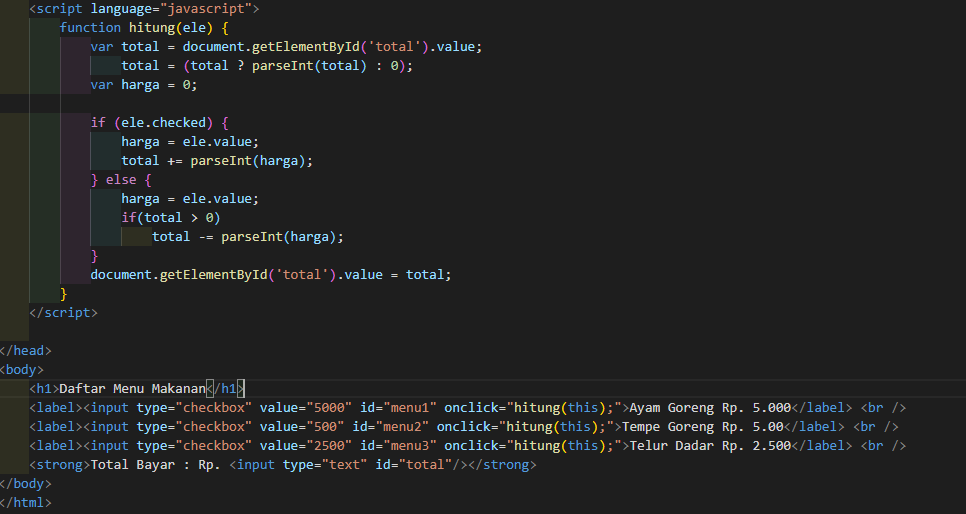 <script language="javascript">
function hitung(ele) {
var total = document.getElementById('total').value;
total = (total ? parseInt(total) : 0);
var harga = 0;
if (ele.checked) {
harga = ele.value;
total += parseInt(harga);
} else {
harga = ele.value;
if(total > 0)
total -= parseInt(harga);
}
document.getElementById('total').value = total;
}
</script>
</head>
<body>
<h1>Daftar Menu Makanan</h1>
<label><input type="checkbox" value="5000" id="menu1" onclick="hitung(this);">Ayam Goreng Rp. 5.000</label> <br />
<label><input type="checkbox" value="500" id="menu2" onclick="hitung(this);">Tempe Goreng Rp. 5.00</label> <br />
<label><input type="checkbox" value="2500" id="menu3" onclick="hitung(this);">Telur Dadar Rp. 2.500</label> <br />
<strong>Total Bayar : Rp. <input type="text" id="total"/></strong>
</body>
</html>